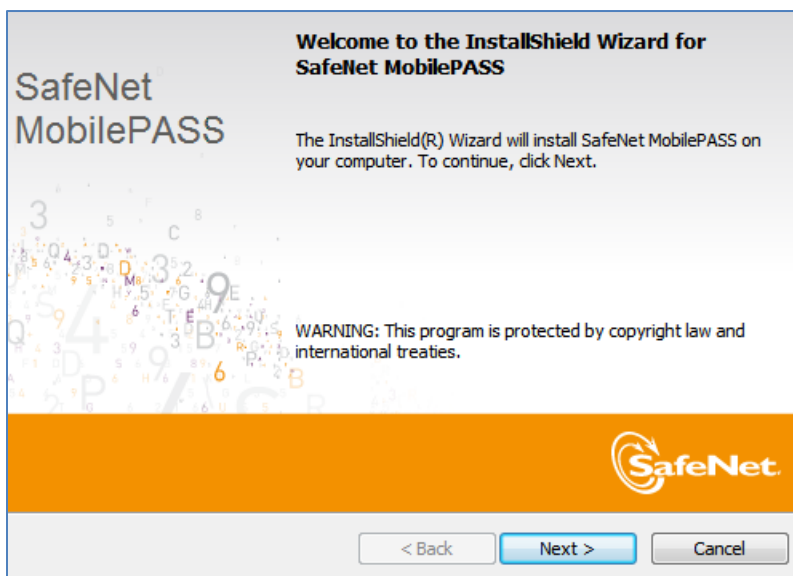 Welcome to the InstallShield Wizard for
SafeNet MobilePASS
SafeNet
MobilePASS
The InstallShield(R) Wizard will install SafeNet MobilePASS on
your computer. To continue, click Next.
WARNING: This program is protected by copyright law and
international treaties.
SafeNet.
< Back
Next >
Cancel